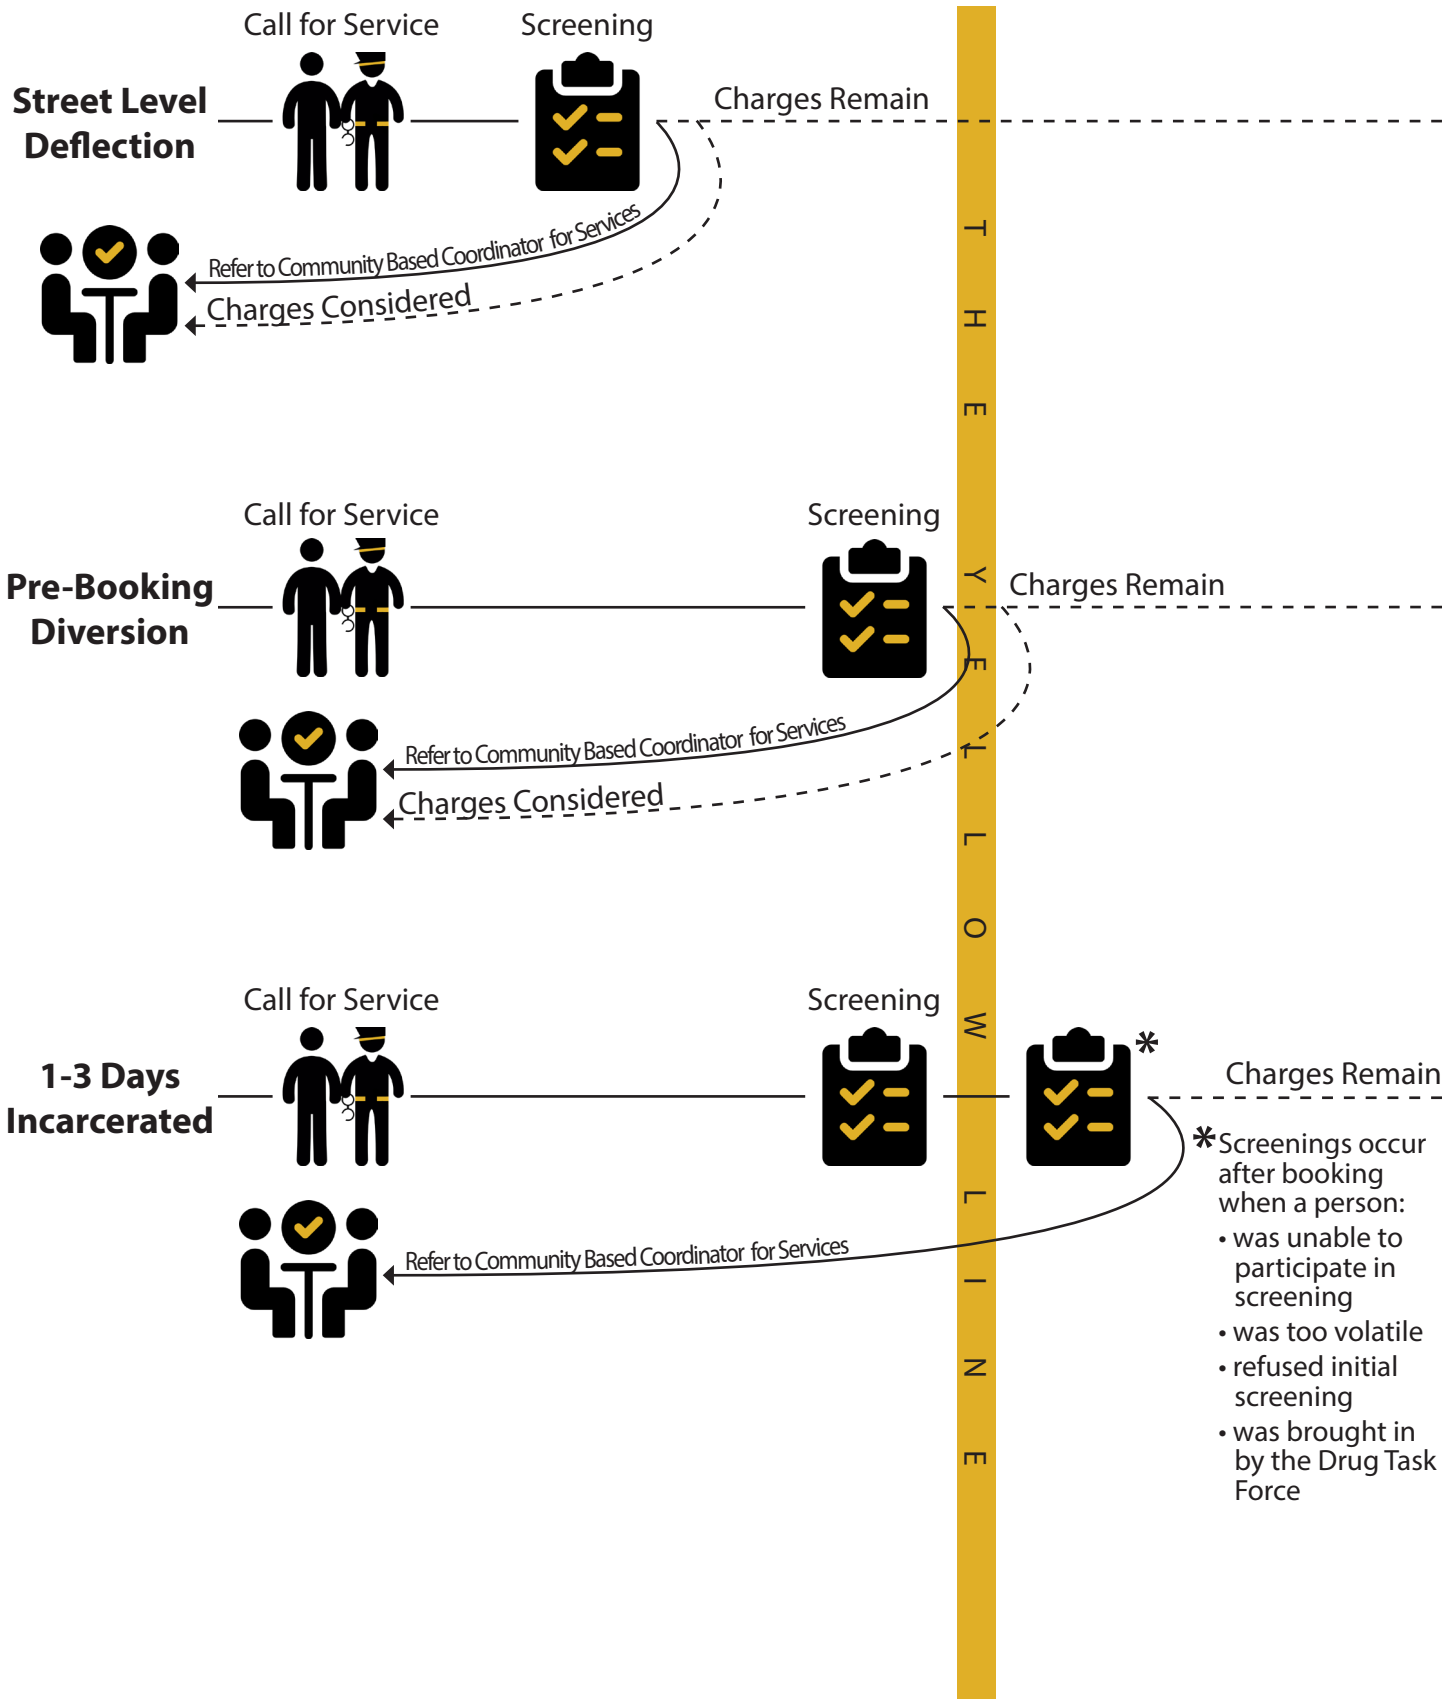 Call for Service
Screening
Street Level
Deflection
Charges Remain
Refer to Community Based Coordinator for Services
Charges Considered
THE YELLOW LINE
Call for Service
Screening
Pre-Booking
Diversion
Charges Remain
Refer to Community Based Coordinator for Services
Charges Considered
Call for Service
Screening
1-3 Days
Incarcerated
*
Charges Remain
*Screenings occur
after booking
when a person:
• was unable to
participate in
screening
• was too volatile
• refused initial
screening
• was brought in
by the Drug Task
Force
Refer to Community Based Coordinator for Services